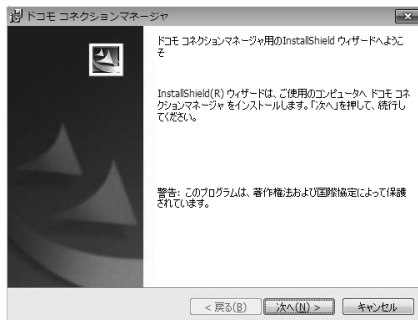 ドコモ コネクションマネージャ
ドコモ コネクションマネージャ用のInstallShield ウィザードへようこ
そ
InstallShield(R) ウィザードは、ご使用のコンピュータへ ドコモ コネ
クションマネージャ をインストールします。「次へ」を押して、続行し
てください。
警告: このプログラムは、著作権法および国際協定によって保護
されています。
< 戻る(B)
次へ(N) >
キャンセル